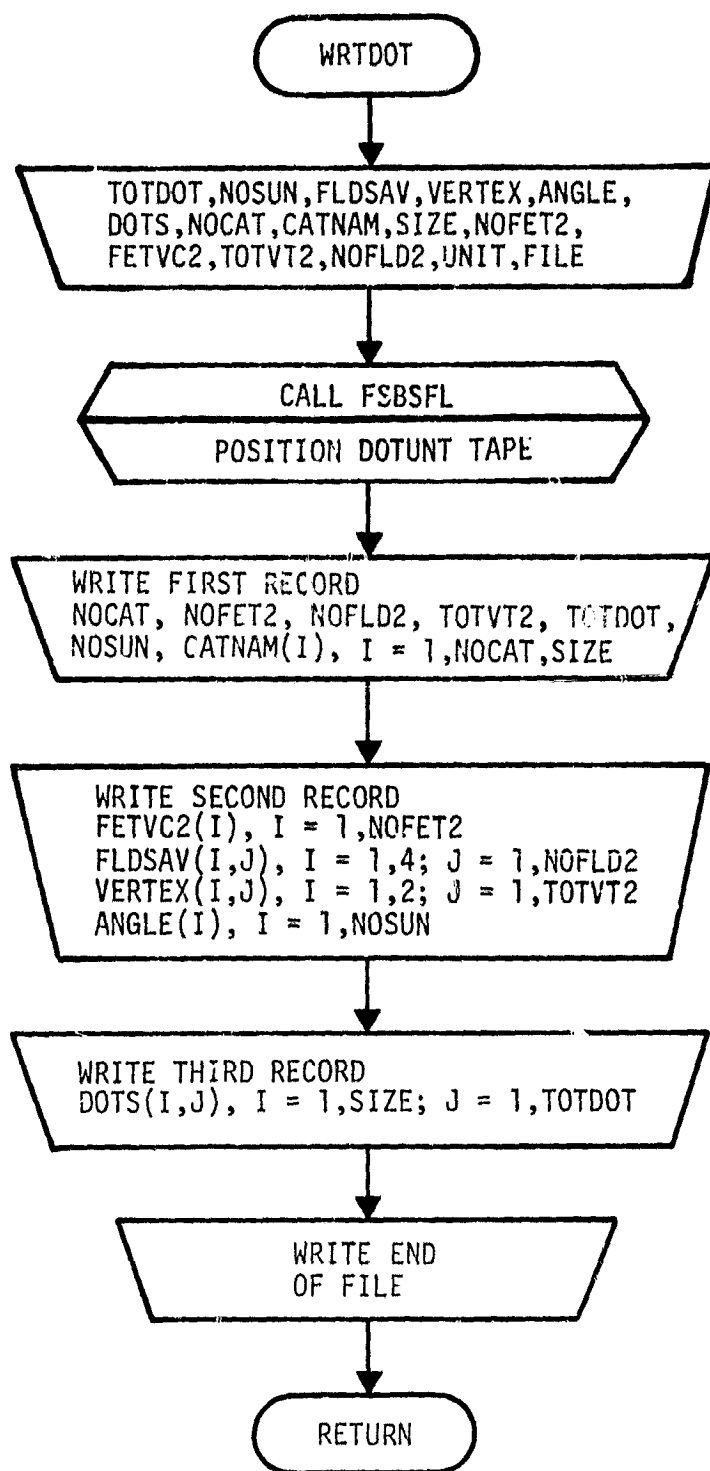 WRTDOT
TOTDOT,NOSUN,FLDSAV,VERTEX,ANGLE,
DOTS,NOCAT,CATNAM,SIZE,NOFET2,
FETVC2,TOTVT2,NOFLD2,UNIT,FILE
CALL FSBSFL
POSITION DOTUNT TAPE
WRITE FIRST RECORD
NOCAT, NOFET2, NOFLD2, TOTVT2, TOTDOT,
NOSUN, CATNAM(I), I = 1,NOCAT,SIZE
WRITE SECOND RECORD
FETVC2(I), I = 1,NOFET2
FLDSAV(I,J), I = 1,4; J = 1,NOFLD2
VERTEX(I,J), I = 1,2; J = 1,TOTVT2
ANGLE(I), I = 1,NOSUN
WRITE THIRD RECORD
DOTS(I,J), I = 1,SIZE; J = 1,TOTDOT
WRITE END
OF FILE
RETURN